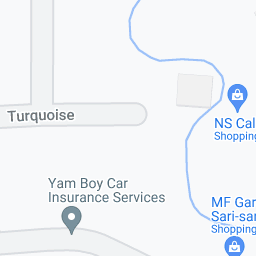 Turquoise
NS Cal
Shopping
Yam Boy Car
Insurance Services
MF Gar
Sari-sar
Shopping